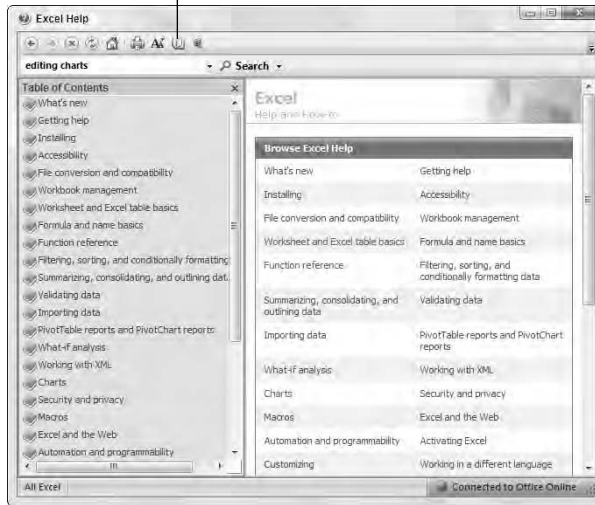 Excel Help
editing charts
Search
Table of Contents
What's new
Getting help
Installing
Accessibility
File conversion and compatibility
Workbook management
Worksheet and Excel table basics
Formula and name basics
Function reference
Filtering, sorting, and conditionally formatting
Summarizing, consolidating, and outlining dat
Validating data
Importing data
PivotTable reports and PivotChart reports
What-if analysis
Working with XML
Charts
Security and privacy
Macros
Excel and the Web
Automation and programmability
Excel
Help and How-to
Browse Excel Help
What's new Getting help
Installing Accessibility
File conversion and compatibility Workbook management
Worksheet and Excel table basics Formula and name basics
Function reference Filtering, sorting, and
conditionally formatting data
Summarizing, consolidating, and Validating data
outlining data
Importing data PivotTable reports and PivotChart
reports
What-if analysis Working with XML
Charts Security and privacy
Macros Excel and the Web
Automation and programmability Activating Excel
Customizing Working in a different language
All Excel Connected to Office Online